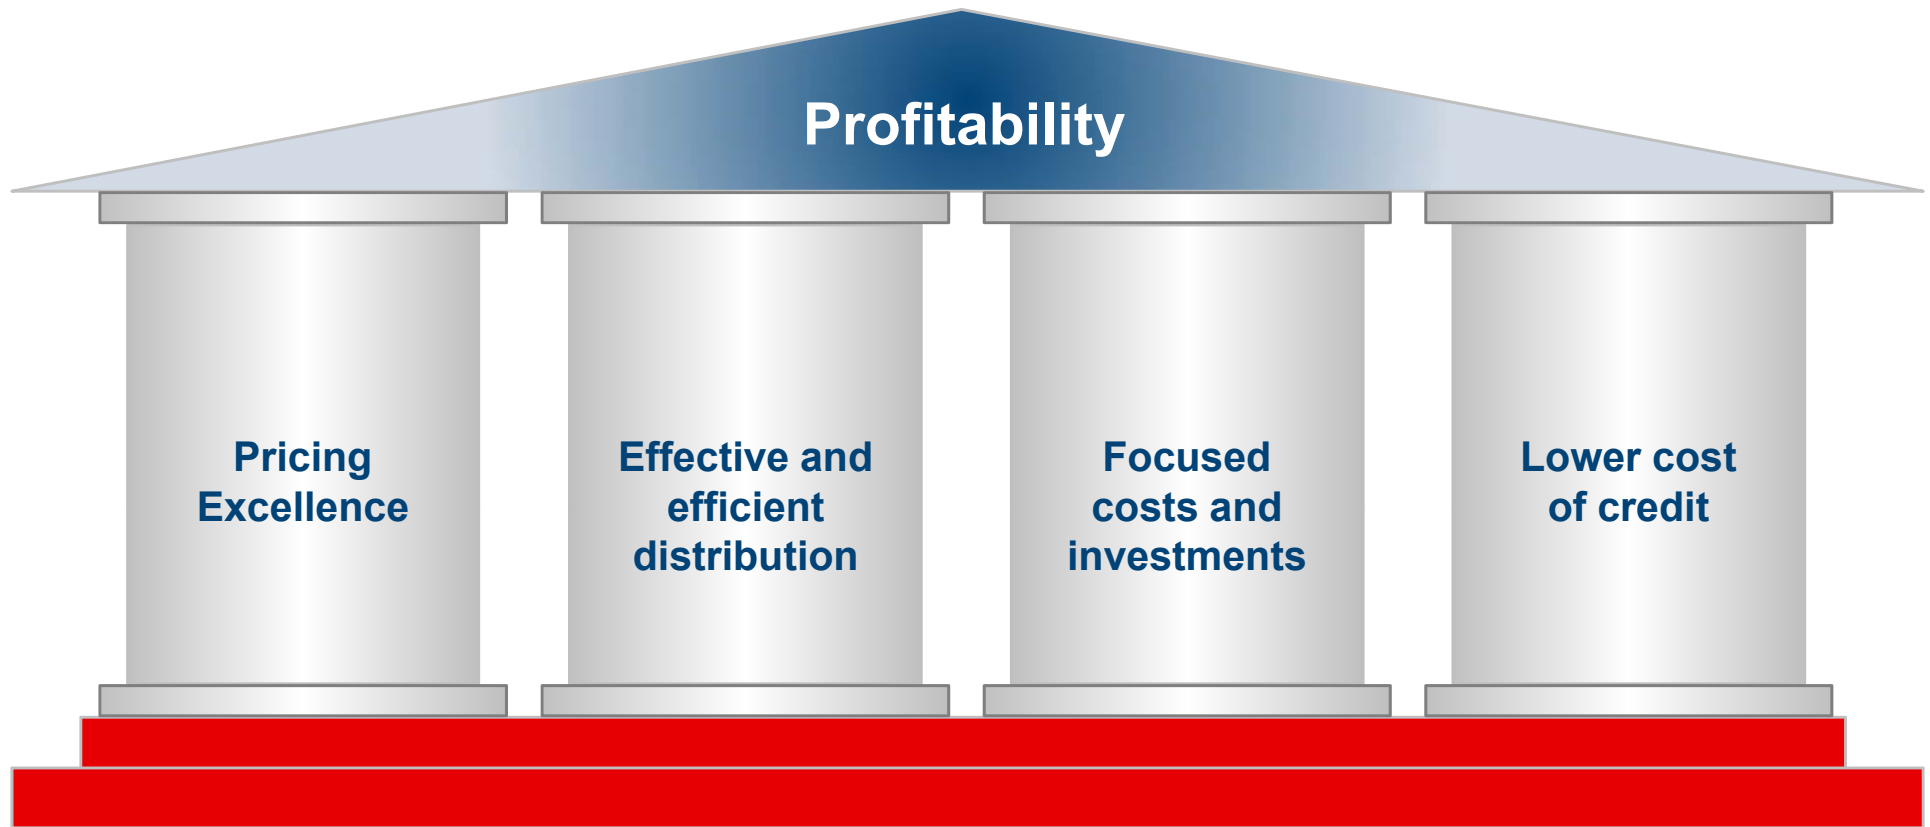 Profitability
Pricing
Excellence
Effective and
efficient
distribution
Focused
costs and
investments
Lower cost
of credit